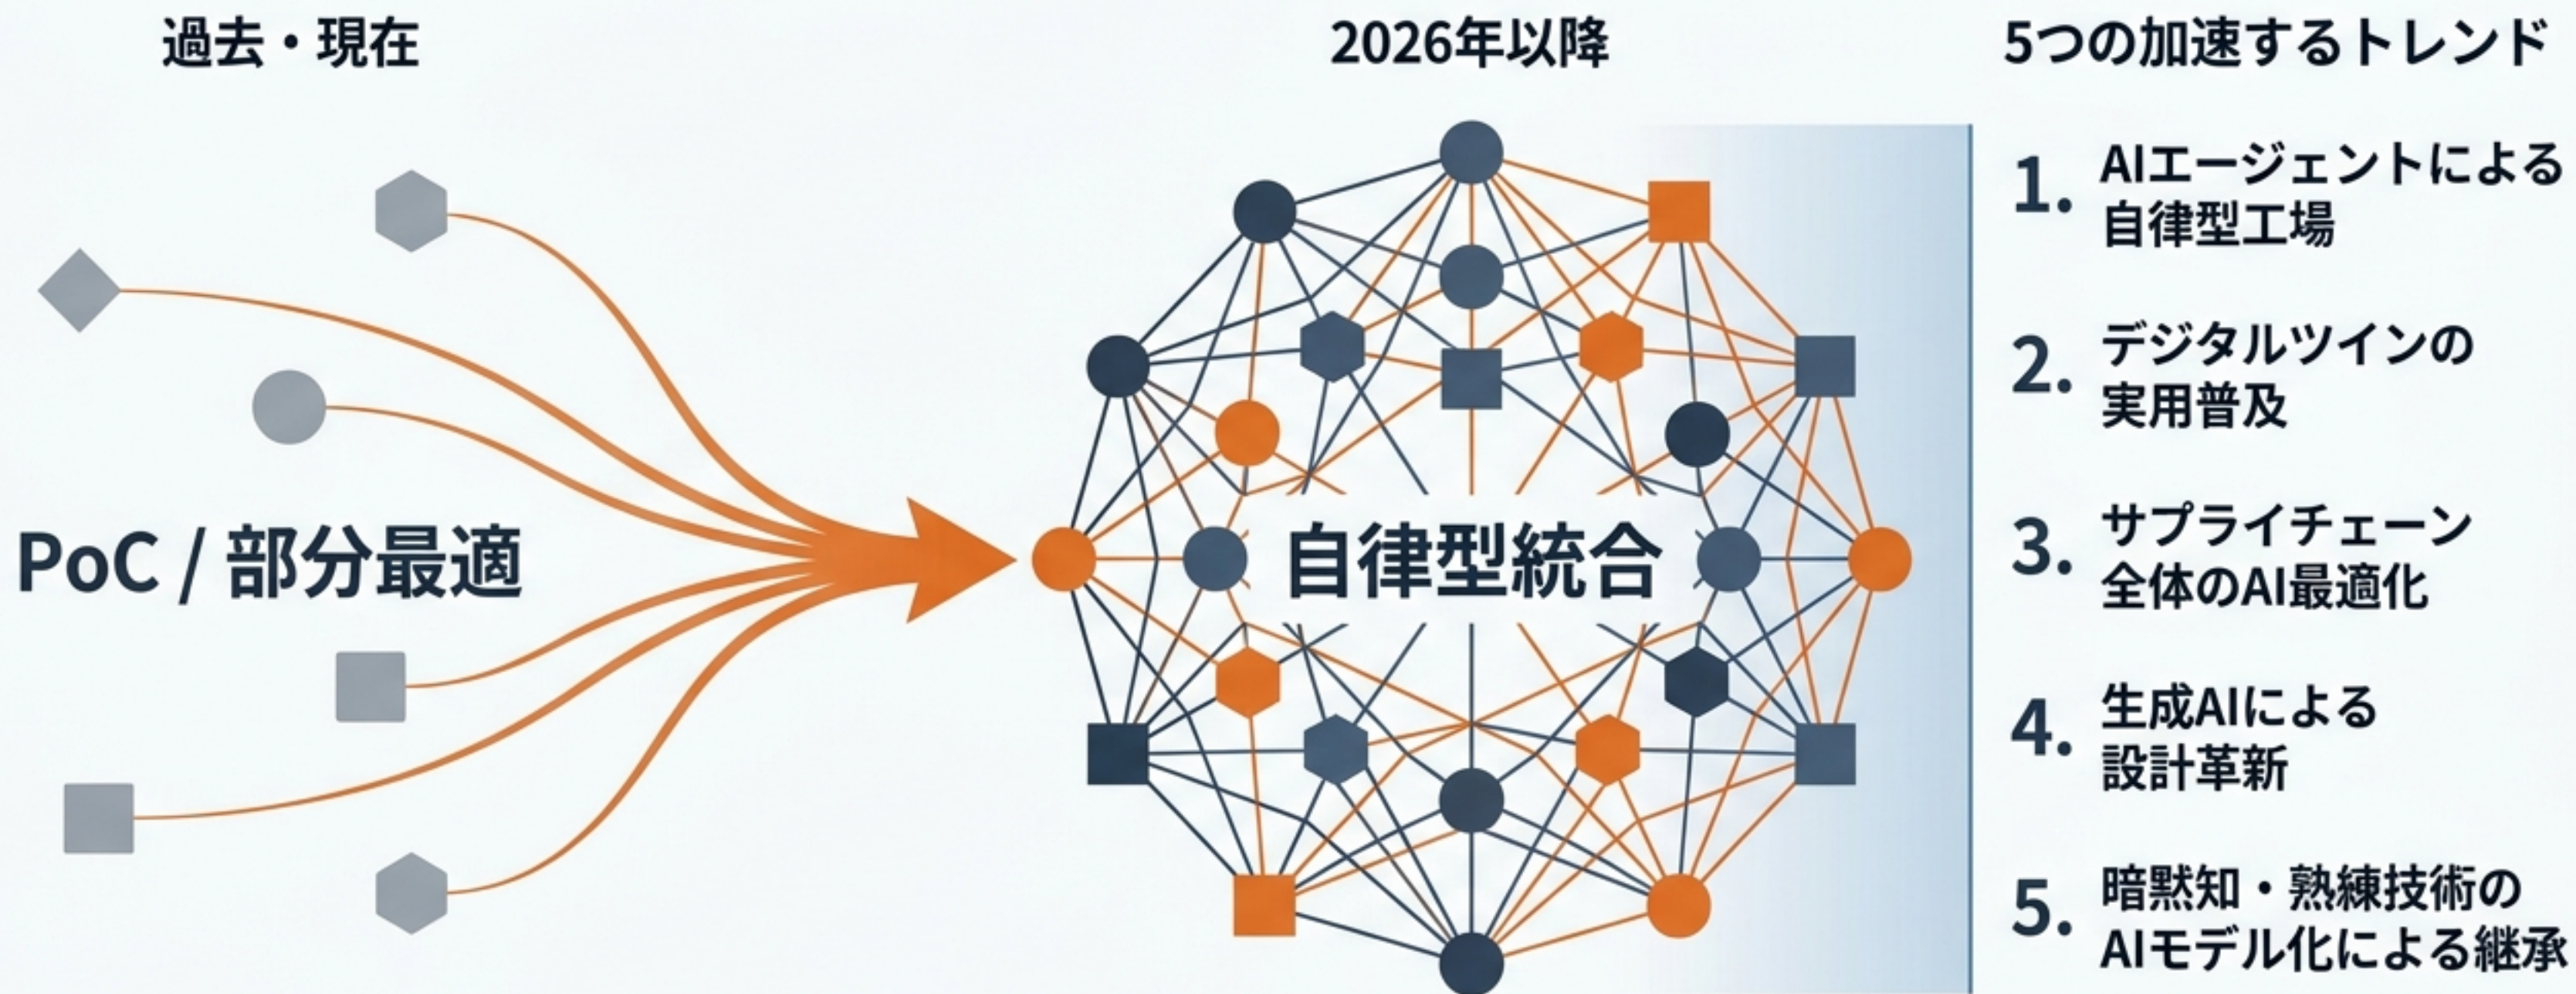 過去・現在
2026年以降
5つの加速するトレンド
PoC / 部分最適
自律型統合
1. AIエージェントによる
自律型工場
2. デジタルツインの
実用普及
3. サプライチェーン
全体のAI最適化
4. 生成AIによる
設計革新
5. 暗黙知・熟練技術の
AIモデル化による継承